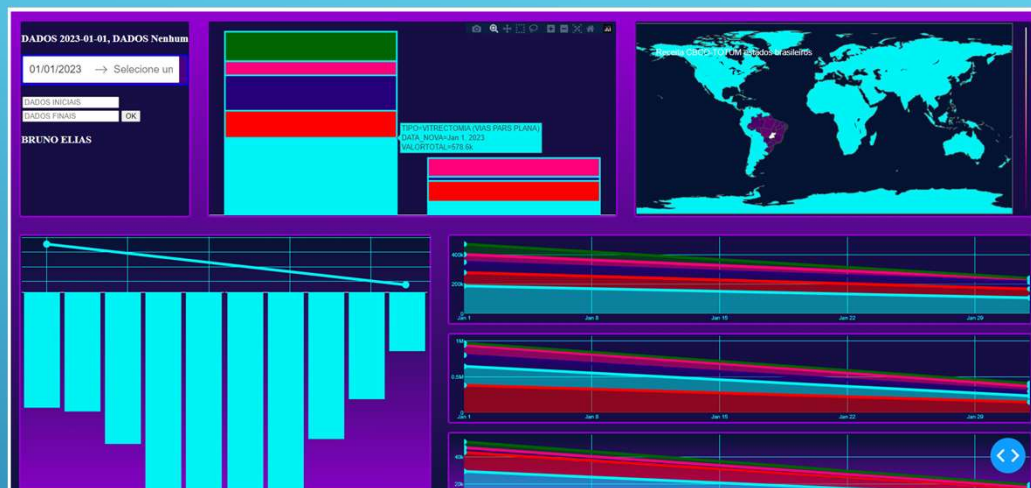 DADOS 2023-01-01, DADOS Nenhum
01/01/2023 → Selecione un
DADOS INICIAIS
DADOS FINAIS OK
BRUNO ELIAS
TIPO=VITRECTOMIA (VIAS PARS PLANA)
DATA_NOVA=Jan 1, 2023
VALORTOTAL=578.6k
Receita CBCO-TOTUM estados brasileiros
400k
200k
0
Jan 1 Jan 8 Jan 15 Jan 22 Jan 29
1M
0.5M
0
Jan 1 Jan 8 Jan 15 Jan 22 Jan 29
40k
20k